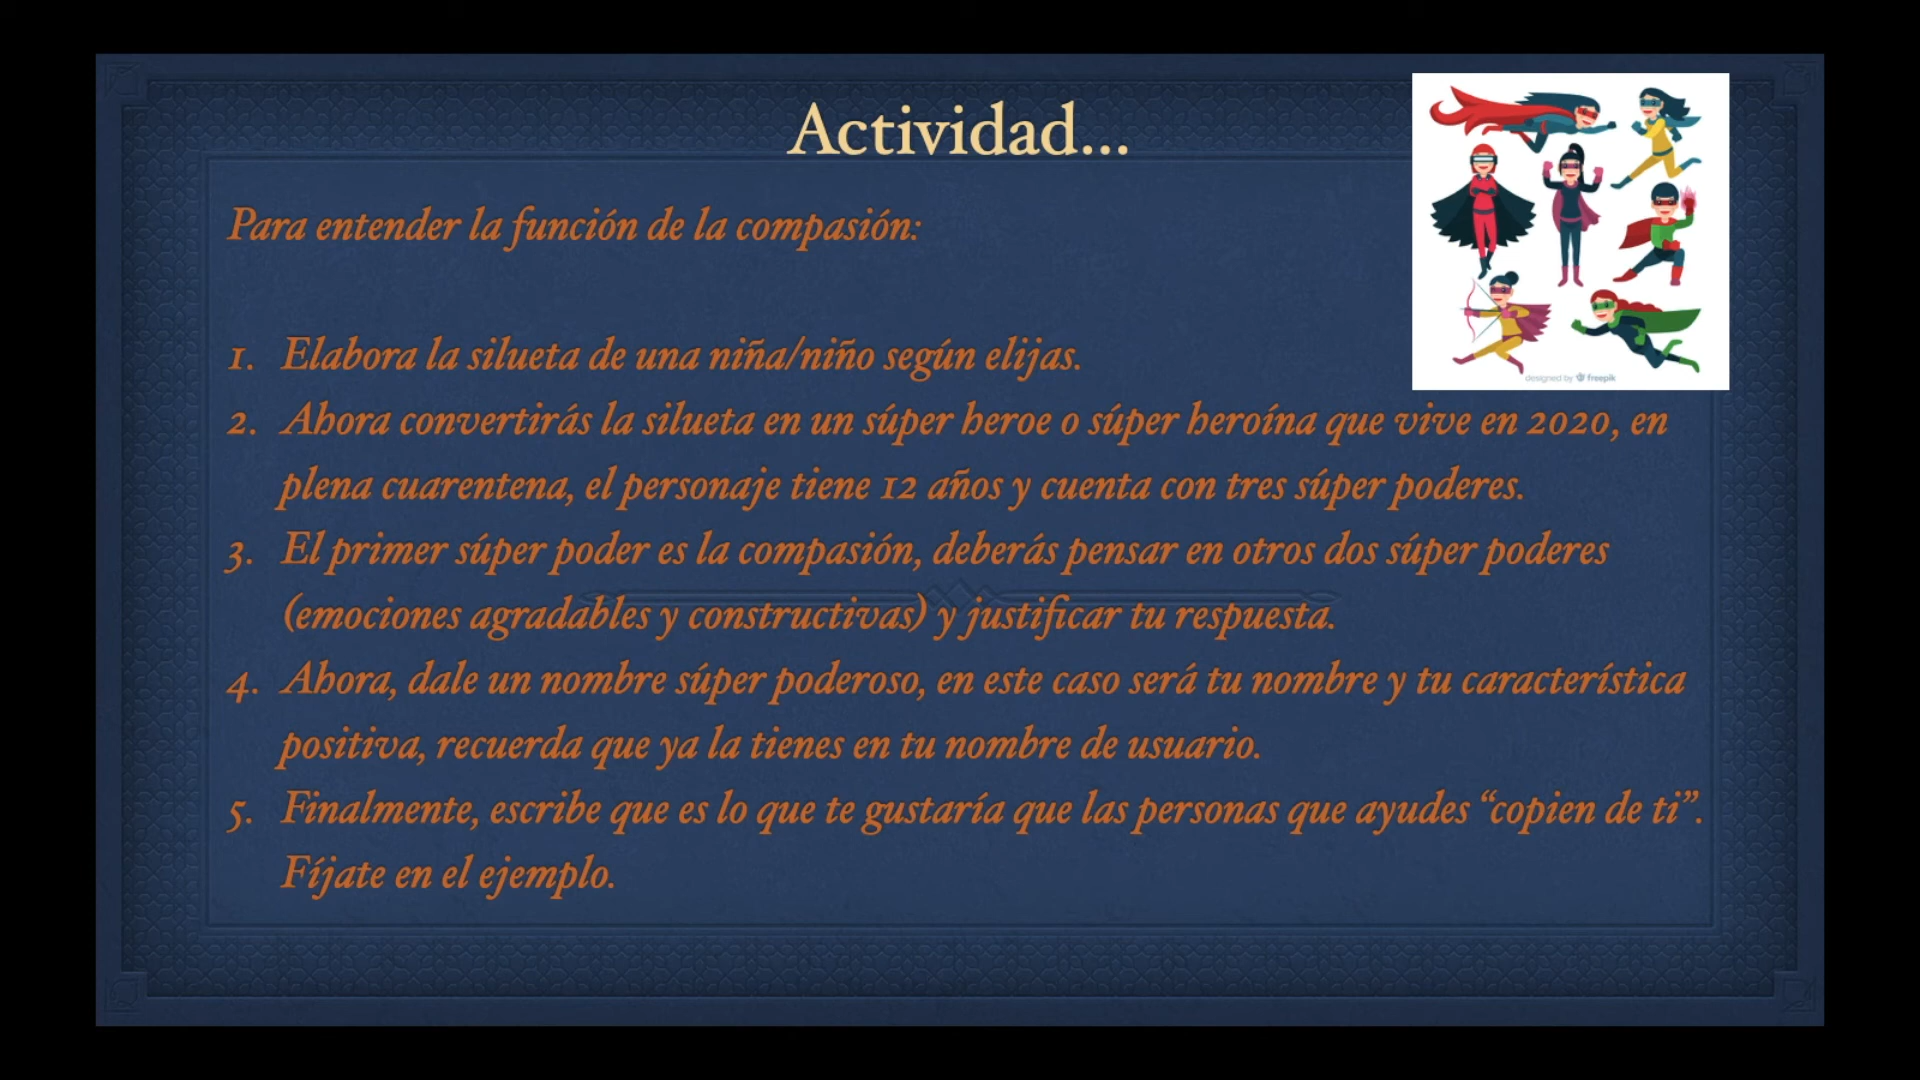 Actividad...
designed by freepik
Para entender la función de la compasión:
1. Elabora la silueta de una niña/niño según elijas.
2. Ahora convertirás la silueta en un súper heroe o súper heroína que vive en 2020, en
plena cuarentena, el personaje tiene 12 años y cuenta con tres súper poderes.
3. El primer súper poder es la compasión, deberás pensar en otros dos súper poderes
(emociones agradables y constructivas) y justificar tu respuesta.
4. Ahora, dale un nombre súper poderoso, en este caso será tu nombre y tu característica
positiva, recuerda que ya la tienes en tu nombre de usuario.
5. Finalmente, escribe que es lo que te gustaría que las personas que ayudes “copien de ti”.
Fíjate en el ejemplo.